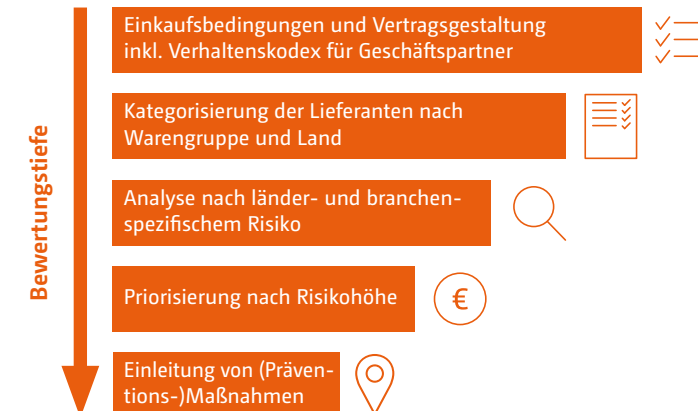 Einkaufsbedingungen und Vertragsgestaltung
inkl. Verhaltenskodex für Geschäftspartner
Kategorisierung der Lieferanten nach
Warengruppe und Land
Analyse nach länder- und branchen-
spezifischem Risiko
Priorisierung nach Risikohöhe
€
Einleitung von (Präven-
tions-)Maßnahmen
Bewertungstiefe